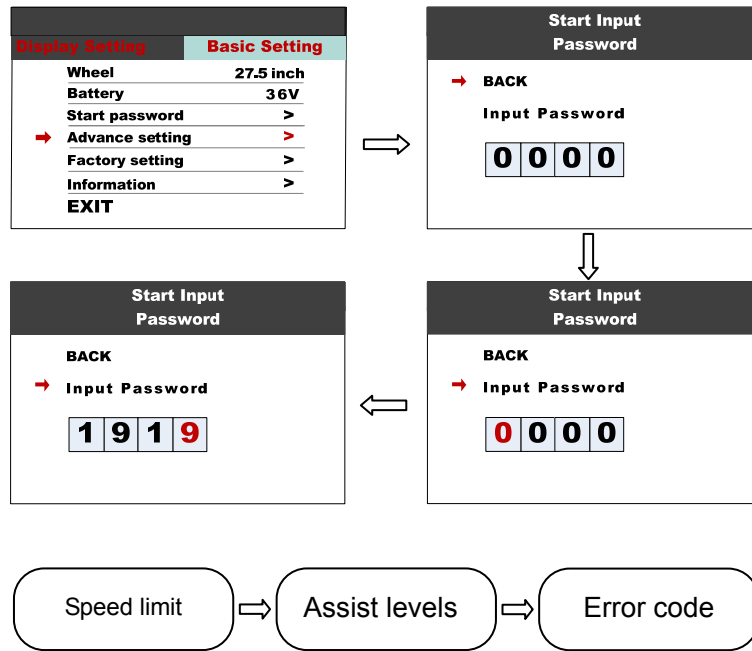 Display Setting Basic Setting
Wheel 27.5 inch
Battery 36V
Start password >
Advance setting >
Factory setting >
Information >
EXIT
Start Input
Password
BACK
Input Password
0 0 0 0
Start Input
Password
BACK
Input Password
1 9 1 9
Start Input
Password
BACK
Input Password
0 0 0 0
Speed limit
Assist levels
Error code